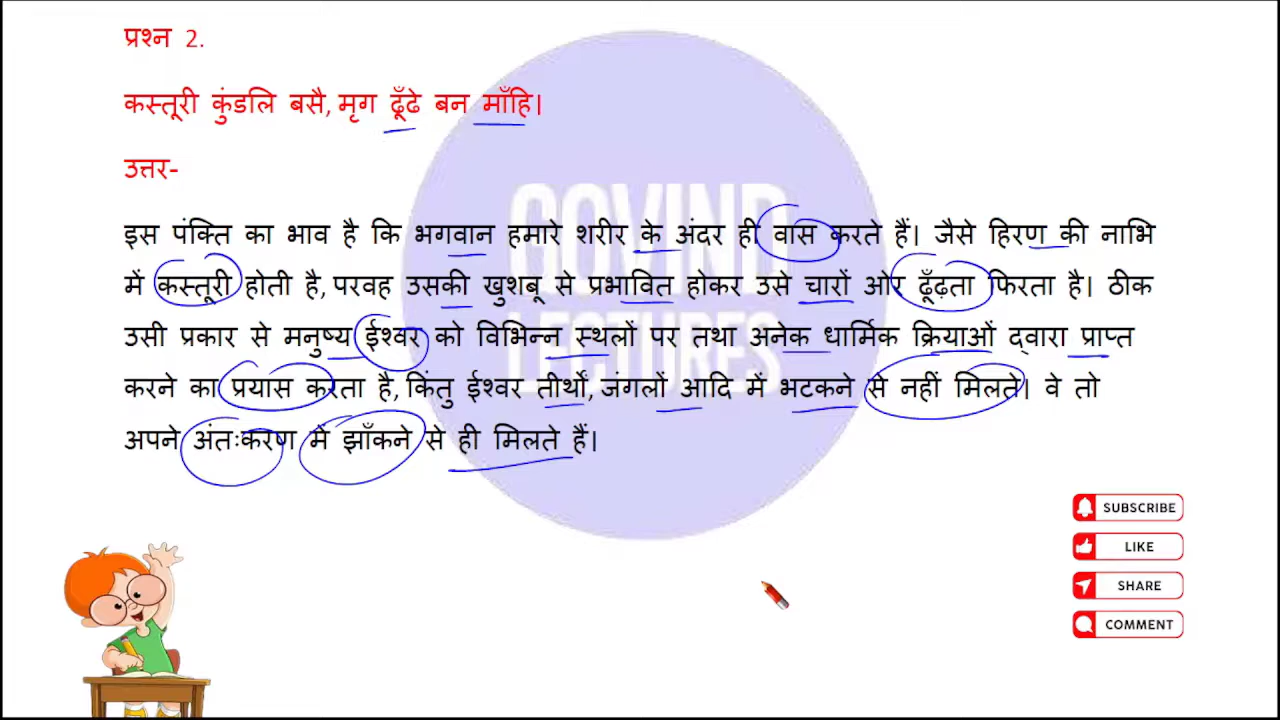 प्रश्न 2.
कस्तूरी कुंडलि बसै, मृग ढूँढे बन माँहि।
उत्तर-
इस पंक्ति का भाव है कि भगवान हमारे शरीर के अंदर ही वास करते हैं। जैसे हिरण की नाभि
में कस्तूरी होती है, परवह उसकी खुशबू से प्रभावित होकर उसे चारों ओर ढूँढ़ता फिरता है। ठीक
उसी प्रकार से मनुष्य ईश्वर को विभिन्न स्थलों पर तथा अनेक धार्मिक क्रियाओं द्वारा प्राप्त
करने का प्रयास करता है, किंतु ईश्वर तीर्थों, जंगलों आदि में भटकने से नहीं मिलते। वे तो
अपने अंतःकरण में झाँकने से ही मिलते हैं।
GOVIND
LECTURES
SUBSCRIBE
LIKE
SHARE
COMMENT